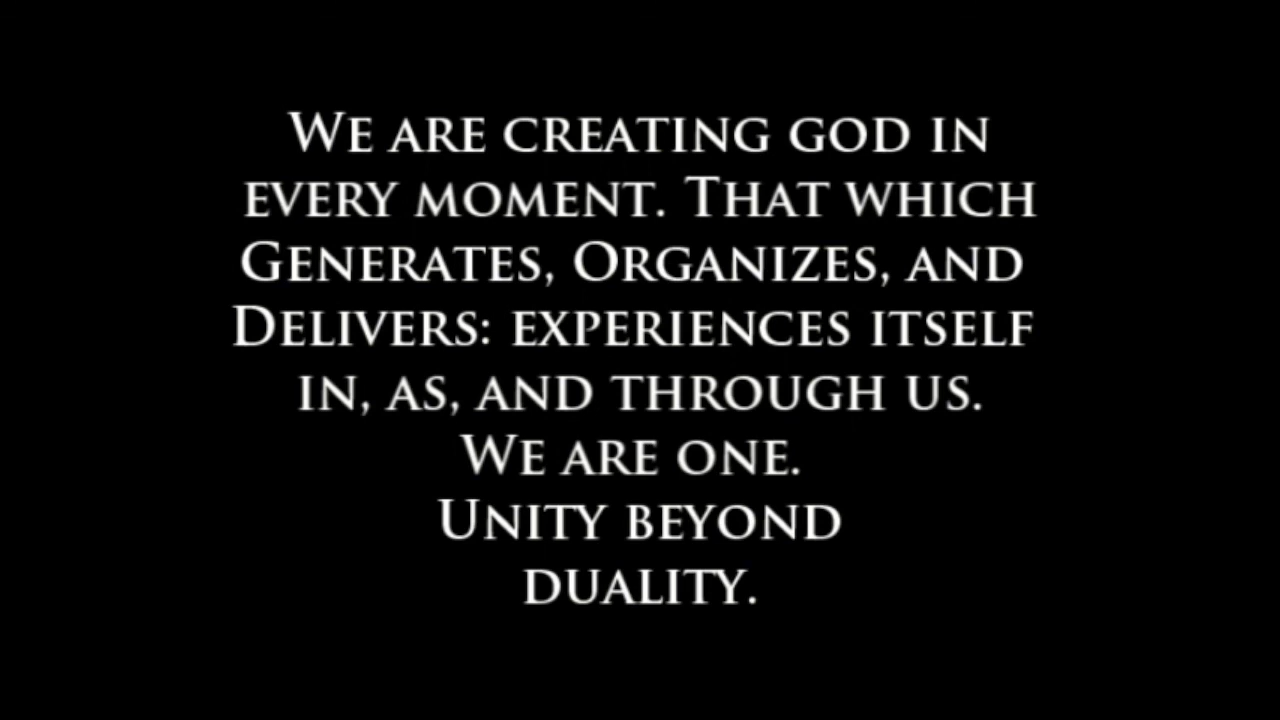 We are creating god in
every moment. That which
Generates, Organizes, and
Delivers: experiences itself
in, as, and through us.
We are one.
Unity beyond
duality.